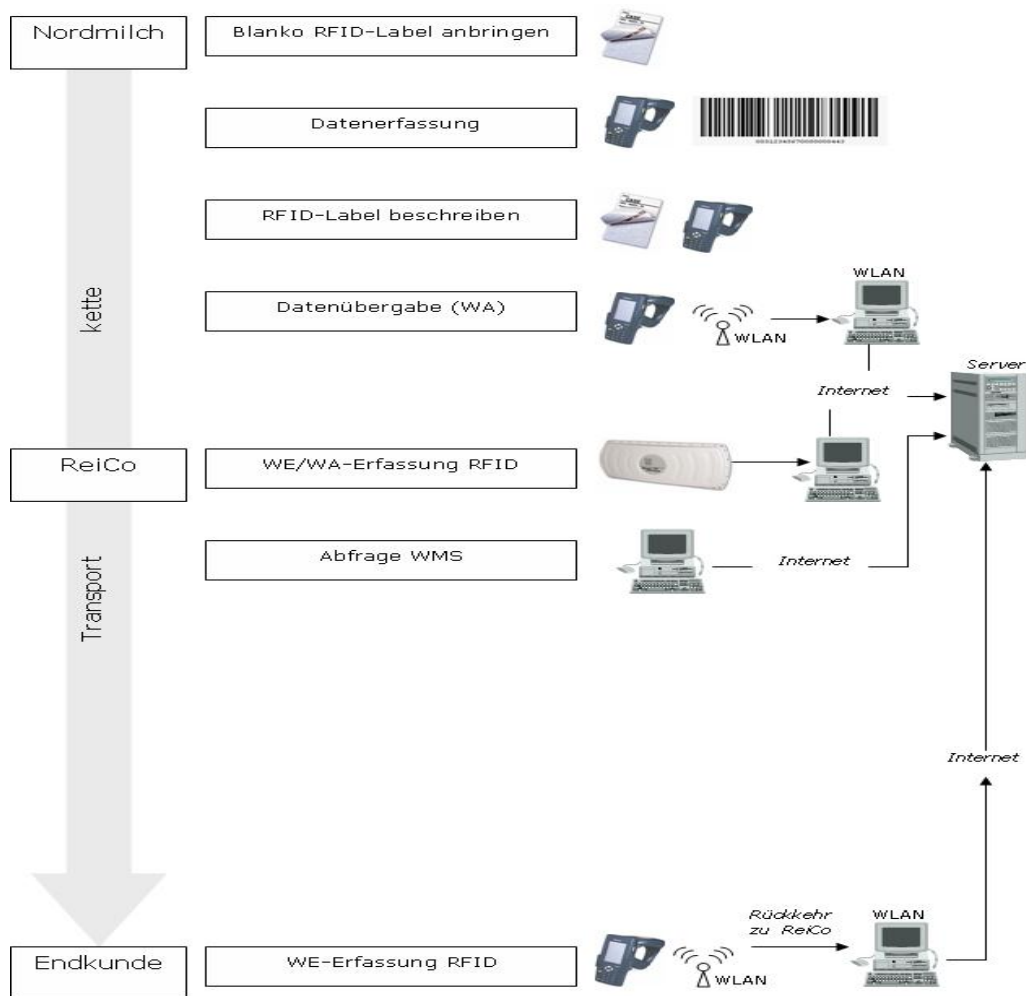 Nordmilch
Blanko RFID-Label anbringen
Datenerfassung
RFID-Label beschreiben
kette
Datenübergabe (WA)
WLAN
WLAN
Server
Internet
ReiCo
WE/WA-Erfassung RFID
Abfrage WMS
Internet
Transport
Internet
Rückkehr
zu ReiCo
WLAN
Endkunde
WE-Erfassung RFID
WLAN